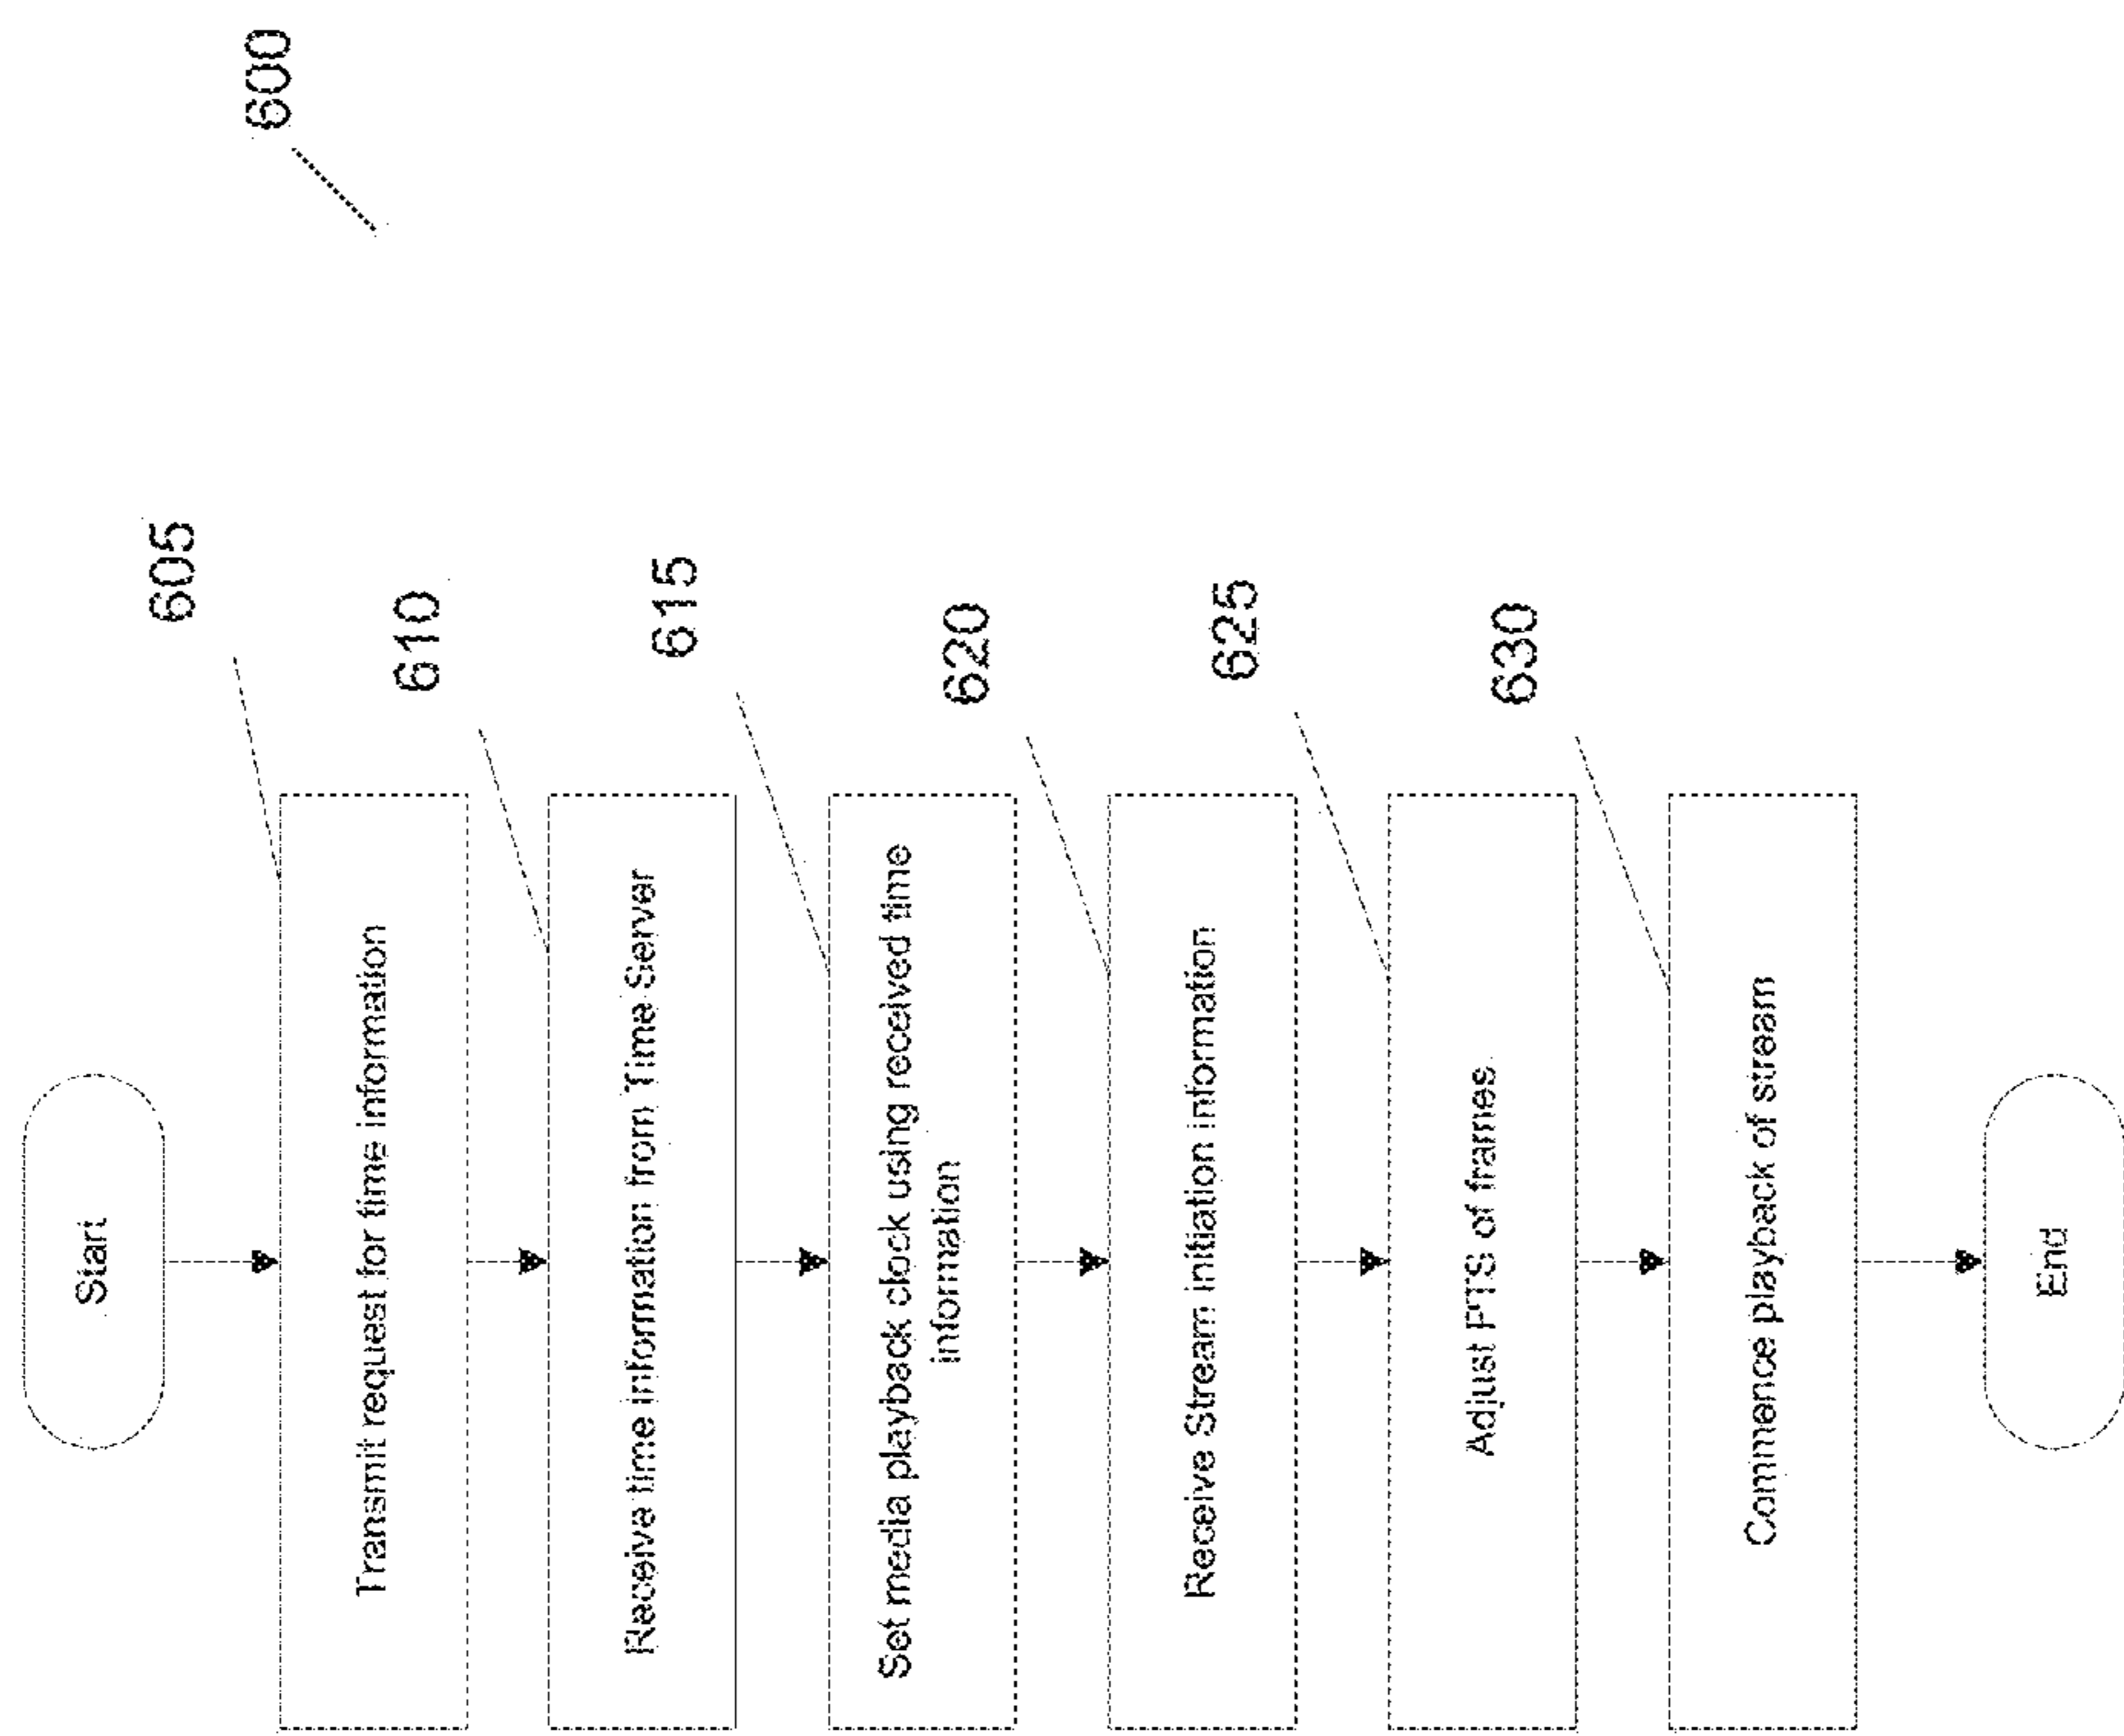 600
Start
605
Transmit request for time information
610
Receive time information from Time Server
615
Set media playback clock using received time
information
620
Receive Stream initiation information
625
Adjust PTS of frames
630
Commence playback of stream
End